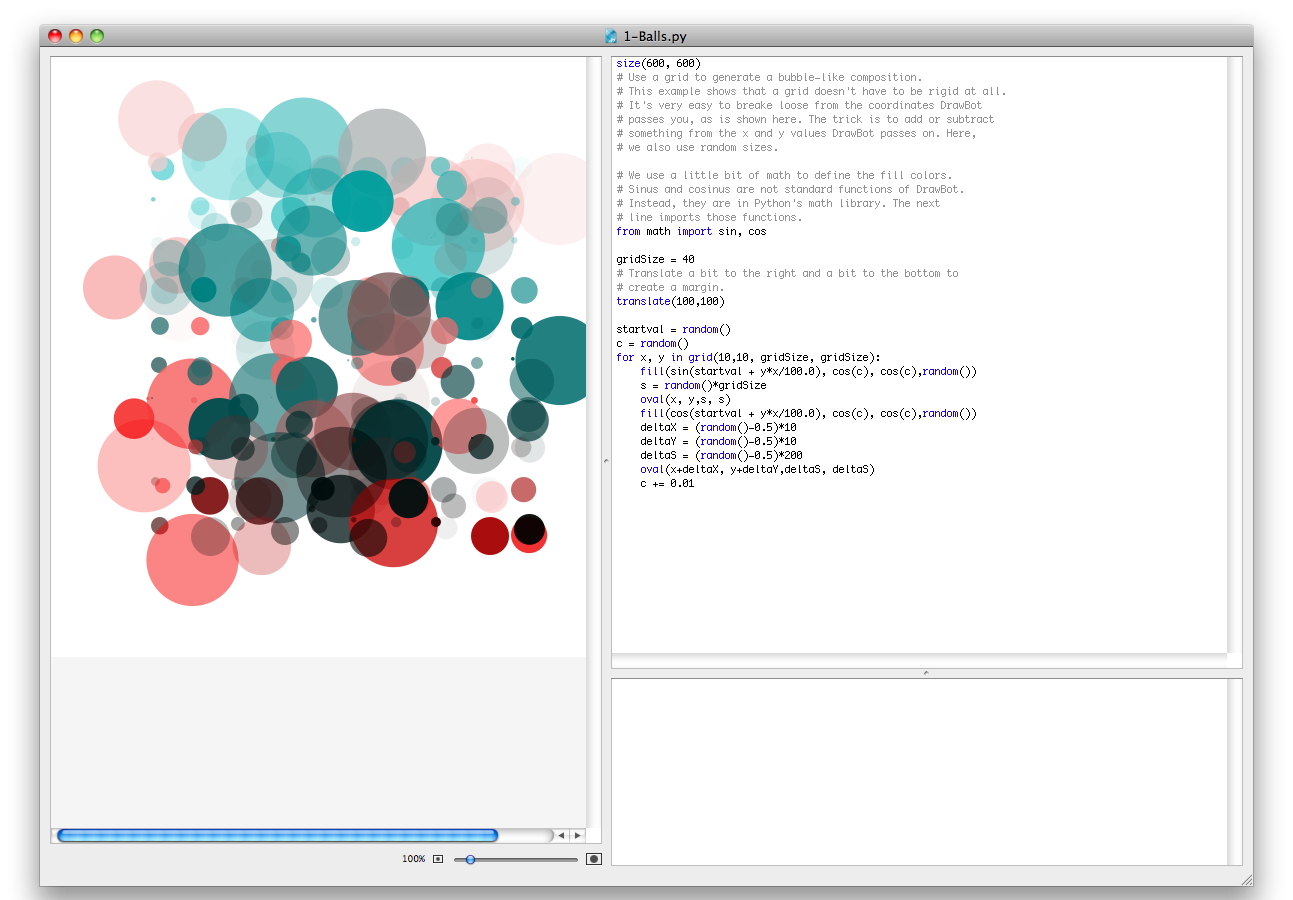 1-Balls.py
size(600, 600)
# Use a grid to generate a bubble-like composition.
# This example shows that a grid doesn't have to be rigid at all.
# It's very easy to breake loose from the coordinates DrawBot
# passes you, as is shown here. The trick is to add or subtract
# something from the x and y values DrawBot passes on. Here,
# we also use random sizes.
# We use a little bit of math to define the fill colors.
# Sinus and cosinus are not standard functions of DrawBot.
# Instead, they are in Python's math library. The next
# line imports those functions.
from math import sin, cos
gridSize = 40
# Translate a bit to the right and a bit to the bottom to
# create a margin.
translate(100,100)
startval = random()
c = random()
for x, y in grid(10,10, gridSize, gridSize):
    fill(sin(startval + y*x/100.0), cos(c), cos(c),random())
    s = random()*gridSize
    oval(x, y,s, s)
    fill(cos(startval + y*x/100.0), cos(c), cos(c),random())
    deltaX = (random()-0.5)*10
    deltaY = (random()-0.5)*10
    deltaS = (random()-0.5)*200
    oval(x+deltaX, y+deltaY,deltaS, deltaS)
    c += 0.01
100%